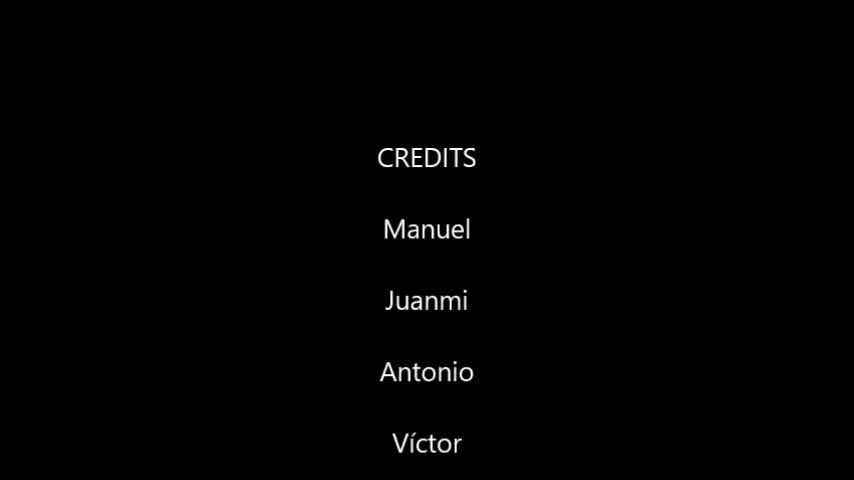 CREDITS
Manuel
Juanmi
Antonio
Víctor